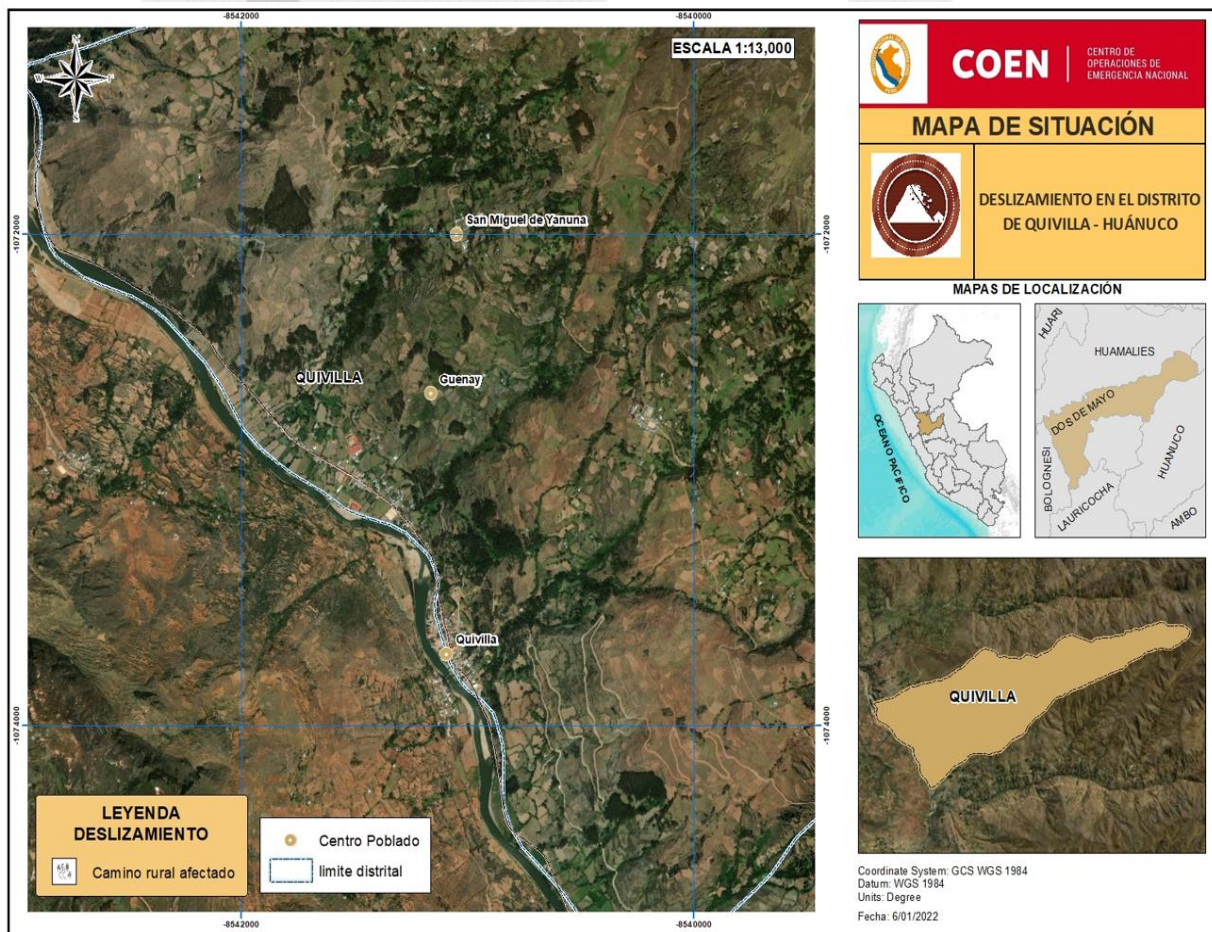 -8542000
-8540000
ESCALA 1:13,000
San Miguel de Yanuna
-1072000
-1072000
QUIVILLA
Guenay
Quivilla
-1074000
-1074000
LEYENDA
DESLIZAMIENTO
Camino rural afectado
Centro Poblado
limite distrital
-8542000
-8540000
COEN
CENTRO DE
OPERACIONES DE
EMERGENCIA NACIONAL
MAPA DE SITUACIÓN
DESLIZAMIENTO EN EL DISTRITO
DE QUIVILLA - HUÁNUCO
MAPAS DE LOCALIZACIÓN
OCEANO PACIFICO
HUARI
HUAMALIES
DOS DE MAYO
BOLOGNESI
HUANUCO
LAURICOCHA
AMBO
QUIVILLA
Coordinate System: GCS WGS 1984
Datum: WGS 1984
Units: Degree
Fecha: 6/01/2022